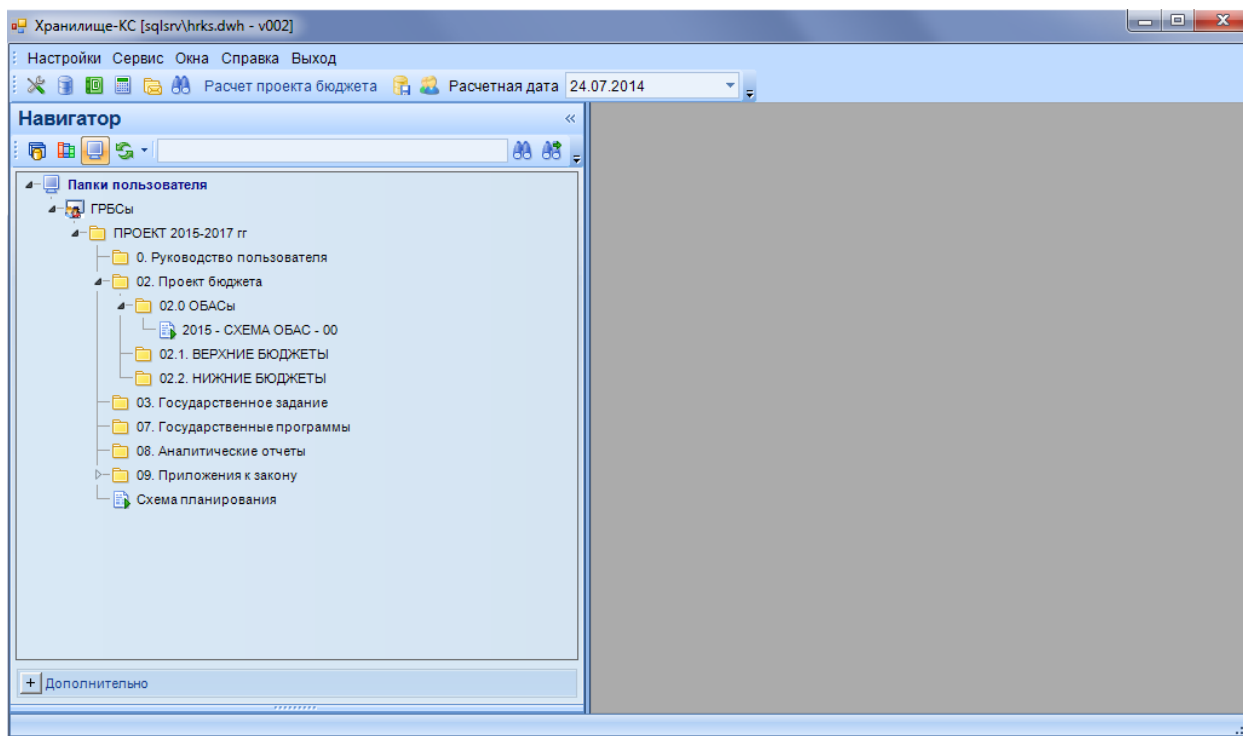 Хранилище-КС [sqlsrv\hrks.dwh - v002]
Настройки Сервис Окна Справка Выход
Расчет проекта бюджета Расчетная дата 24.07.2014
Навигатор
Папки пользователя
ГРБСы
ПРОЕКТ 2015-2017 гг
0. Руководство пользователя
02. Проект бюджета
02.0 ОБАСы
2015 - СХЕМА ОБАС - 00
02.1. ВЕРХНИЕ БЮДЖЕТЫ
02.2. НИЖНИЕ БЮДЖЕТЫ
03. Государственное задание
07. Государственные программы
08. Аналитические отчеты
09. Приложения к закону
Схема планирования
Дополнительно